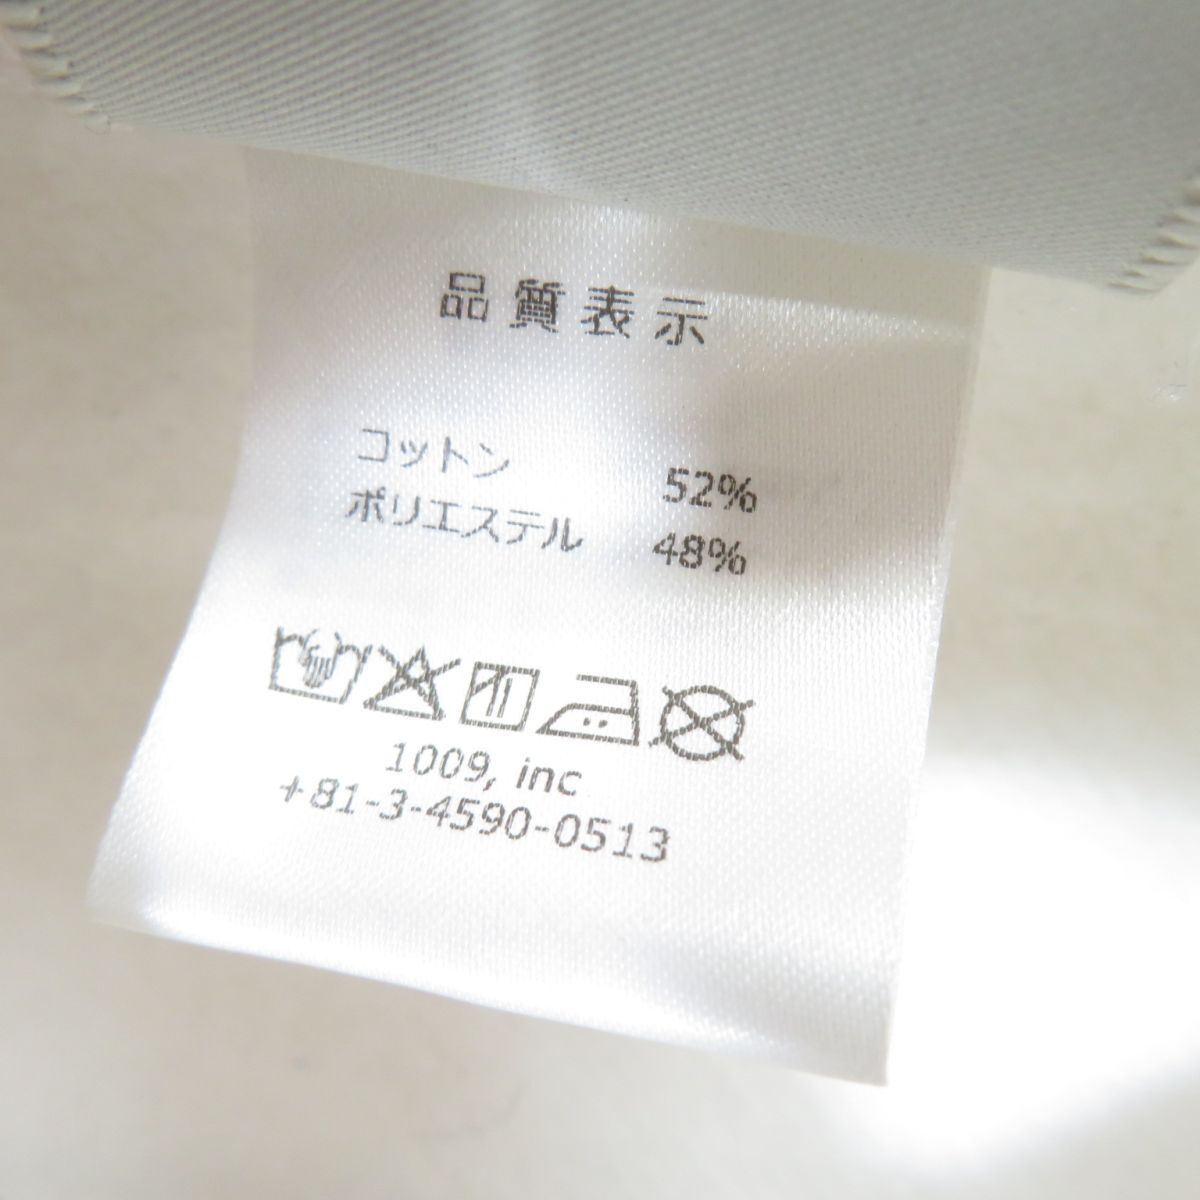 品質表示
コットン 52%
ポリエステル 48%
1009, inc
+81-3-4590-0513